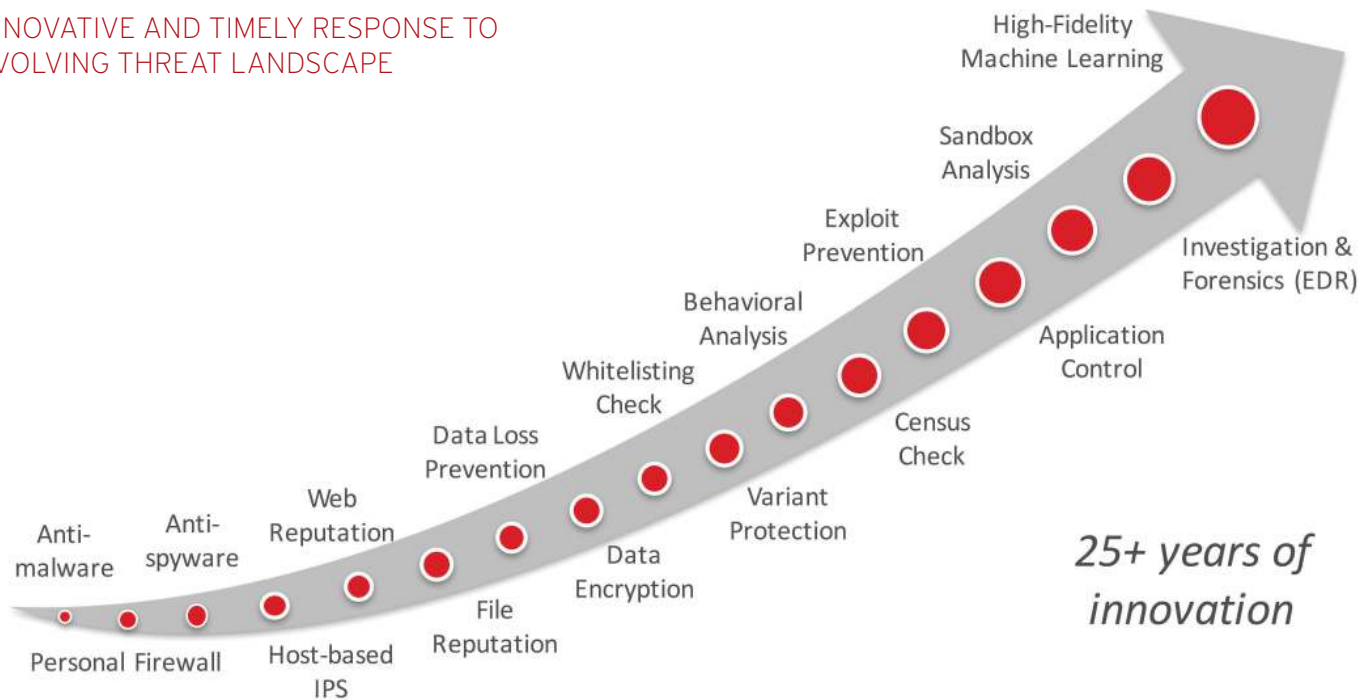 NOVATIVE AND TIMELY RESPONSE TO
VOLVING THREAT LANDSCAPE
High-Fidelity
Machine Learning
Sandbox
Analysis
Exploit
Prevention
Investigation &
Forensics (EDR)
Behavioral
Analysis
Application
Control
Whitelisting
Check
Census
Check
Data Loss
Prevention
Variant
Protection
Web
Reputation
Anti-
spyware
Anti-
malware
Data
Encryption
25+ years of
innovation
File
Reputation
Host-based
IPS
Personal Firewall